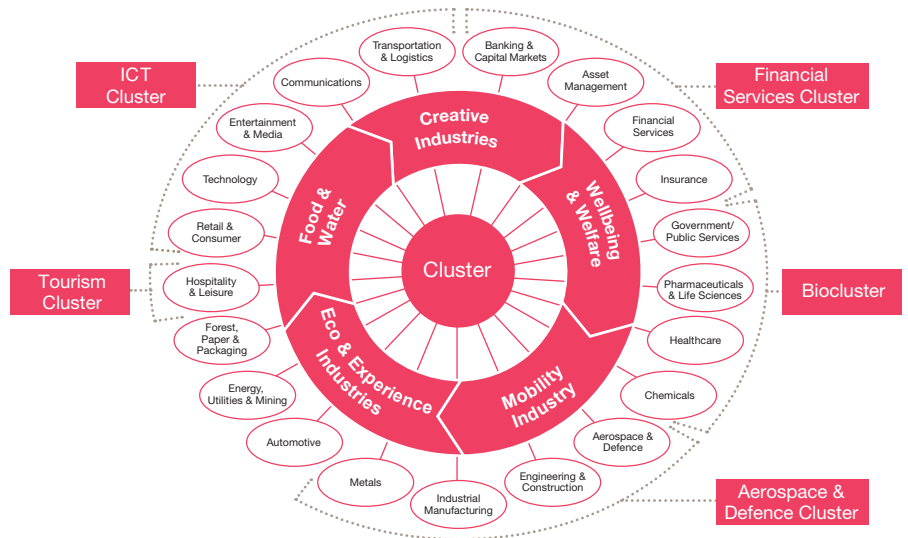 Transportation
& Logistics
Banking &
Capital Markets
ICT
Cluster
Communications
Asset
Management
Financial
Services Cluster
Entertainment
& Media
Creative
Industries
Financial
Services
Technology
Food &
Water
Wellbeing
& Welfare
Insurance
Retail &
Consumer
Government/
Public Services
Cluster
Tourism
Cluster
Hospitality
& Leisure
Pharmaceuticals
& Life Sciences
Biocluster
Forest,
Paper &
Packaging
Healthcare
Eco & Experience
Industries
Mobility
Industry
Energy,
Utilities & Mining
Chemicals
Automotive
Aerospace &
Defence
Metals
Industrial
Manufacturing
Engineering &
Construction
Aerospace &
Defence Cluster